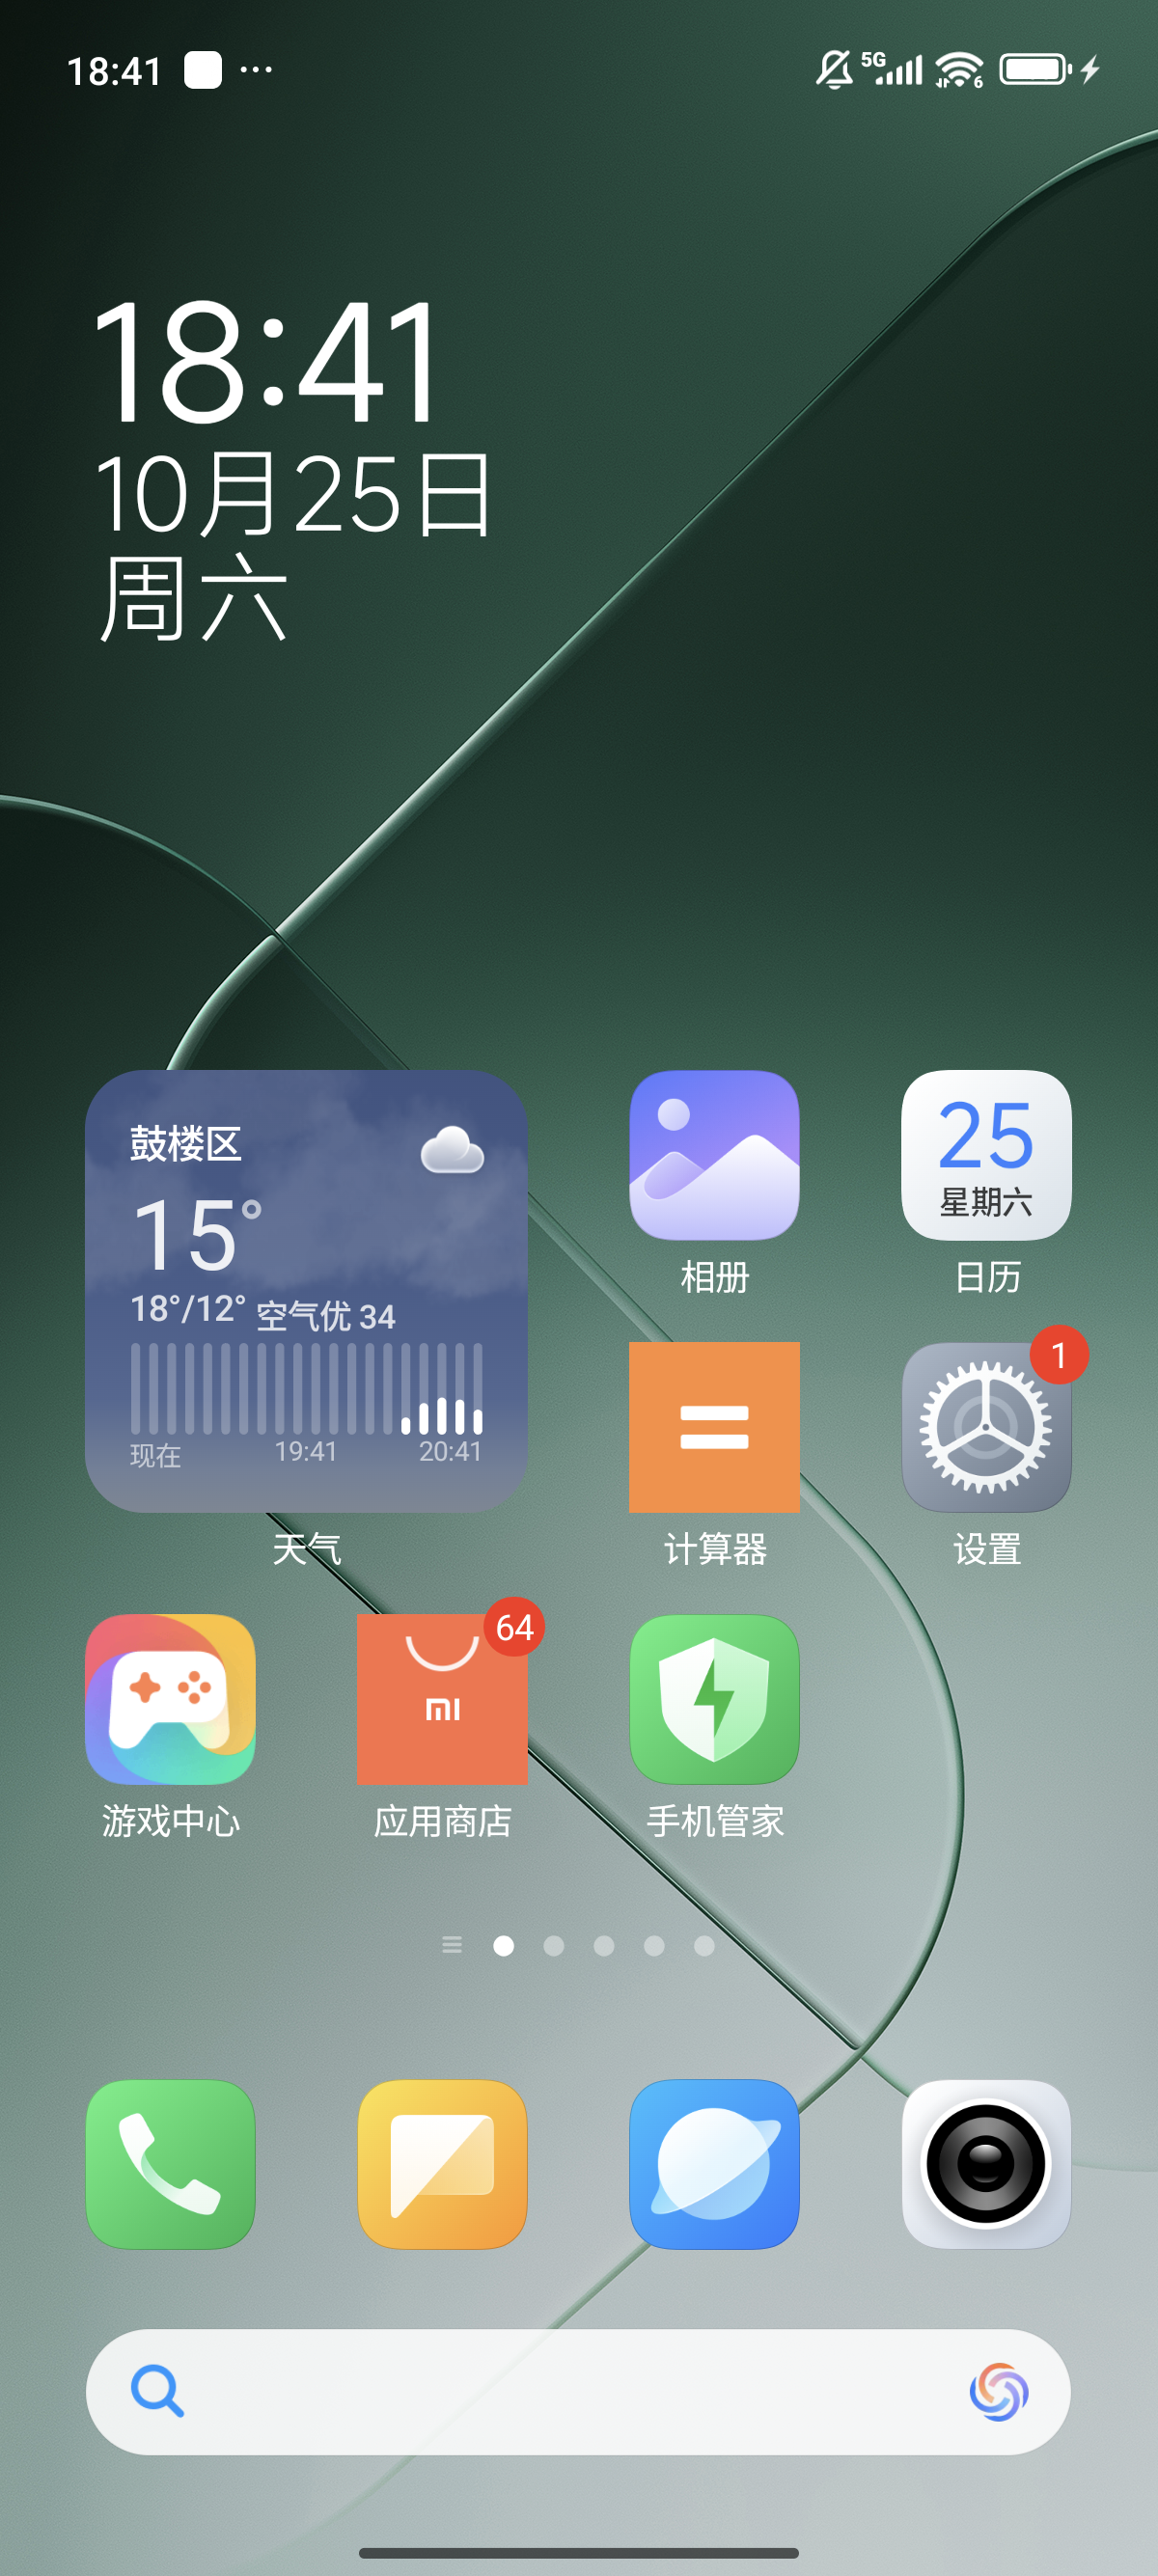 18:41
5G
6
18:41
10月25日
周六
鼓楼区
15°
18°/12° 空气优 34
现在 19:41 20:41
天气
相册
25
星期六
日历
计算器
1
设置
游戏中心
64
mi
应用商店
手机管家